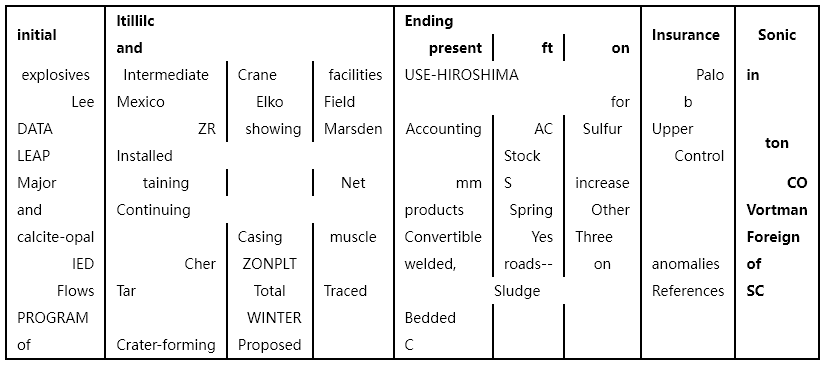 initial Itillilc Ending Insurance Sonic
and present ft on
explosives Intermediate Crane facilities USE-HIROSHIMA Palo in
Lee Mexico Elko Field for b
DATA ZR showing Marsden Accounting AC Sulfur Upper ton
LEAP Installed Stock Control
Major taining Net mm S increase CO
and Continuing products Spring Other Vortman
calcite-opal Casing muscle Convertible Yes Three Foreign
IED Cher ZONPLT welded, roads-- on anomalies of
Flows Tar Total Traced Sludge References SC
PROGRAM WINTER Bedded
of Crater-forming Proposed C